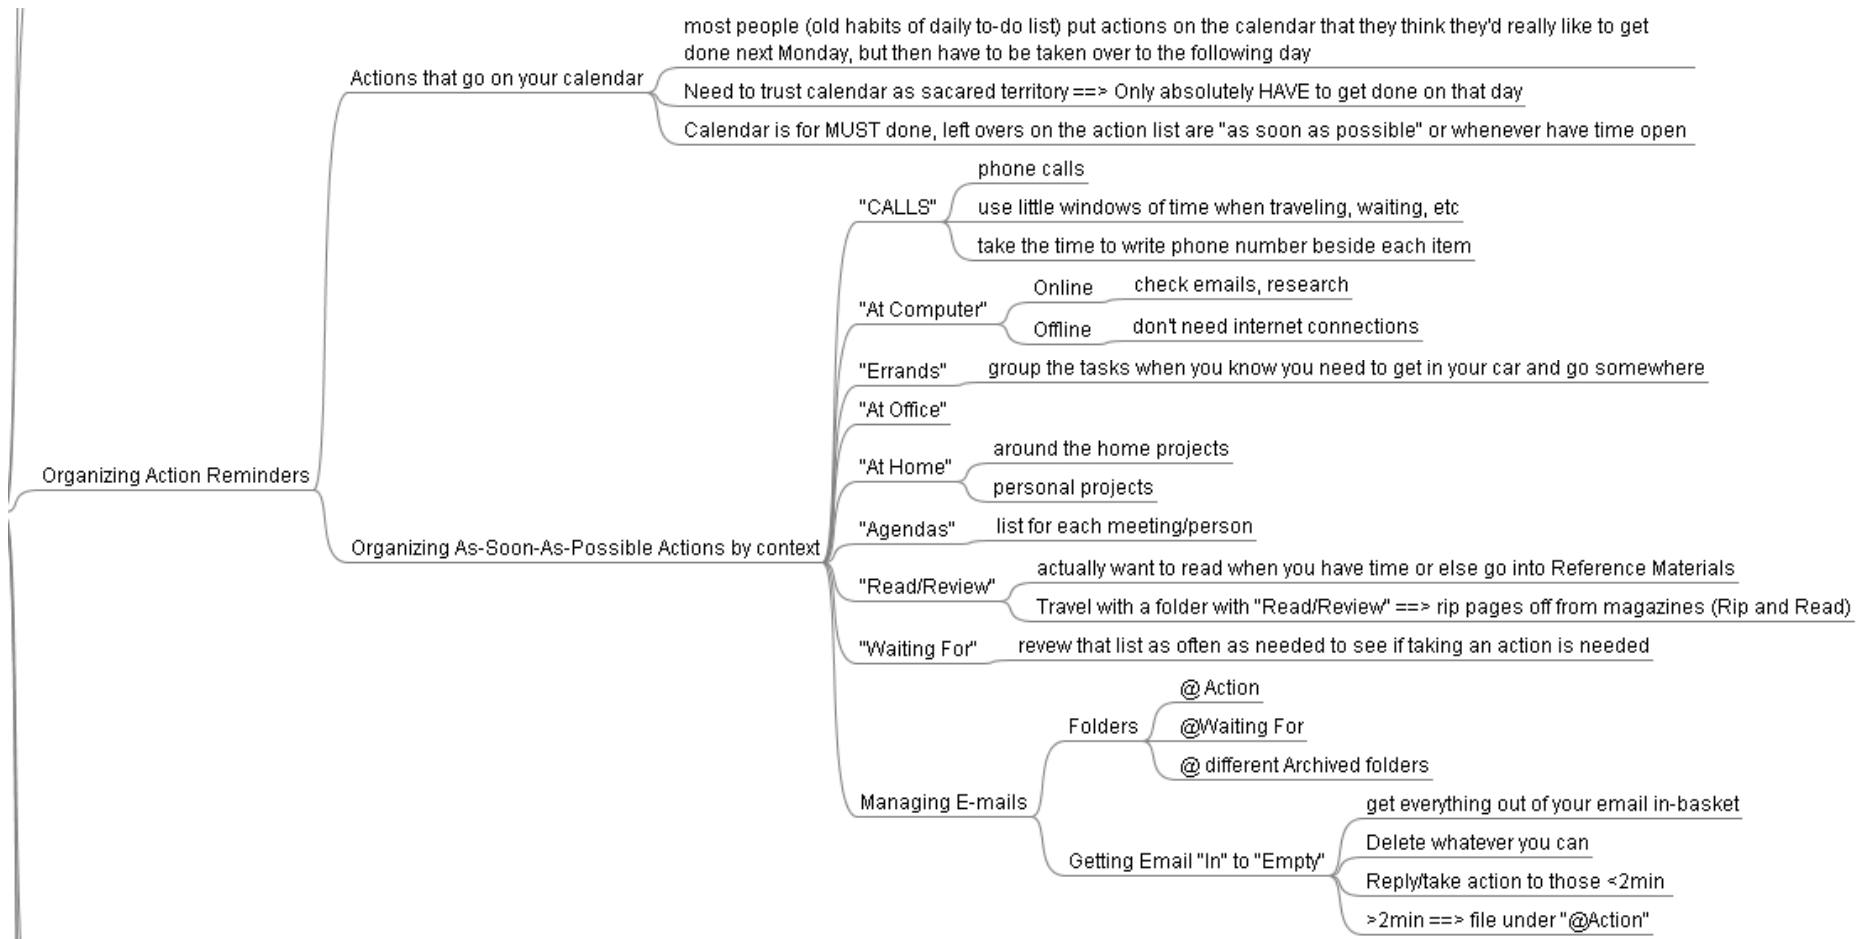 most people (old habits of daily to-do list) put actions on the calendar that they think they'd really like to get
done next Monday, but then have to be taken over to the following day
Actions that go on your calendar
Need to trust calendar as sacared territory ==> Only absolutely HAVE to get done on that day
Calendar is for MUST done, left overs on the action list are "as soon as possible" or whenever have time open
Organizing Action Reminders
Organizing As-Soon-As-Possible Actions by context
"CALLS"
phone calls
use little windows of time when traveling, waiting, etc
take the time to write phone number beside each item
"At Computer"
Online
check emails, research
Offline
don't need internet connections
"Errands"
group the tasks when you know you need to get in your car and go somewhere
"At Office"
"At Home"
around the home projects
personal projects
"Agendas"
list for each meeting/person
"Read/Review"
actually want to read when you have time or else go into Reference Materials
Travel with a folder with "Read/Review" ==> rip pages off from magazines (Rip and Read)
"Waiting For"
revew that list as often as needed to see if taking an action is needed
Managing E-mails
Folders
@ Action
@Waiting For
@ different Archived folders
Getting Email "In" to "Empty"
get everything out of your email in-basket
Delete whatever you can
Reply/take action to those <2min
>2min ==> file under "@Action"